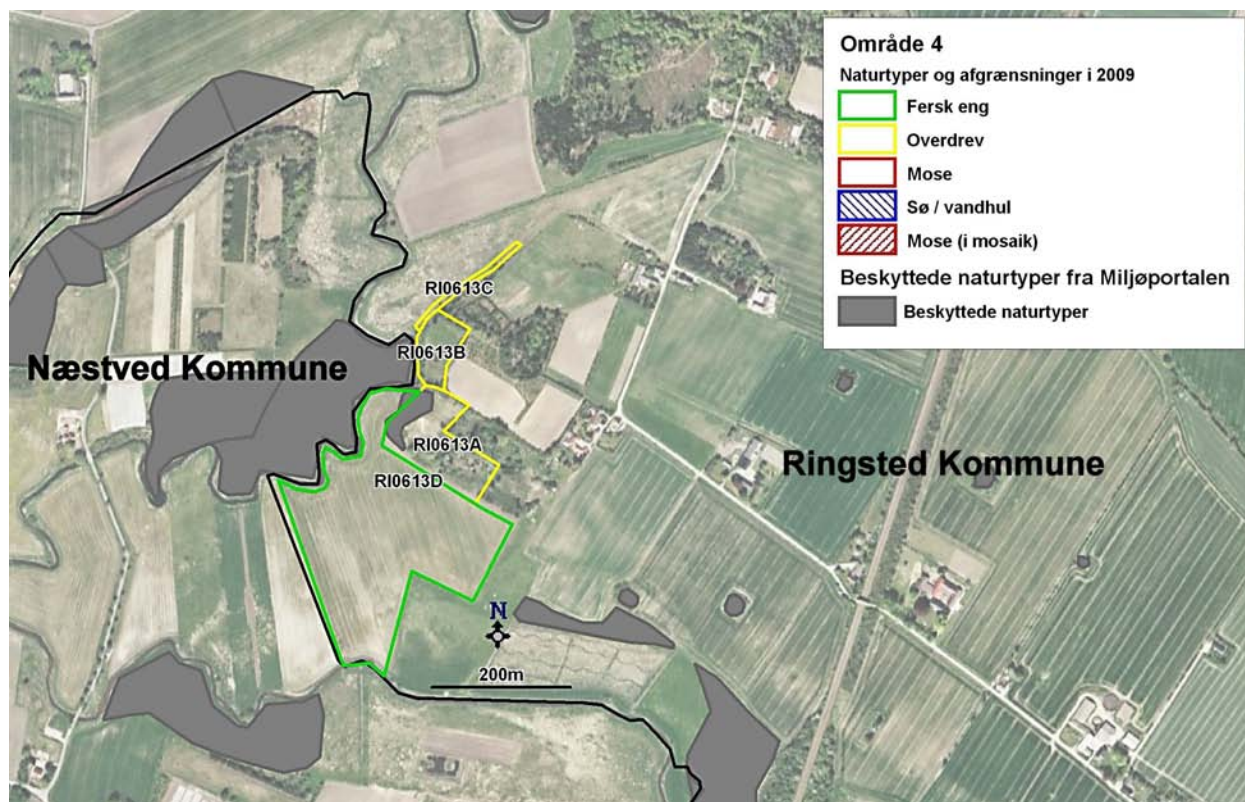 Område 4
Naturtyper og afgrænsninger i 2009
Fersk eng
Overdrev
Mose
Sø / vandhul
Mose (i mosaik)
Beskyttede naturtyper fra Miljøportalen
Beskyttede naturtyper
RI0613C
RI0613B
Næstved Kommune
RI0613A
Ringsted Kommune
RI0613D
N
200m